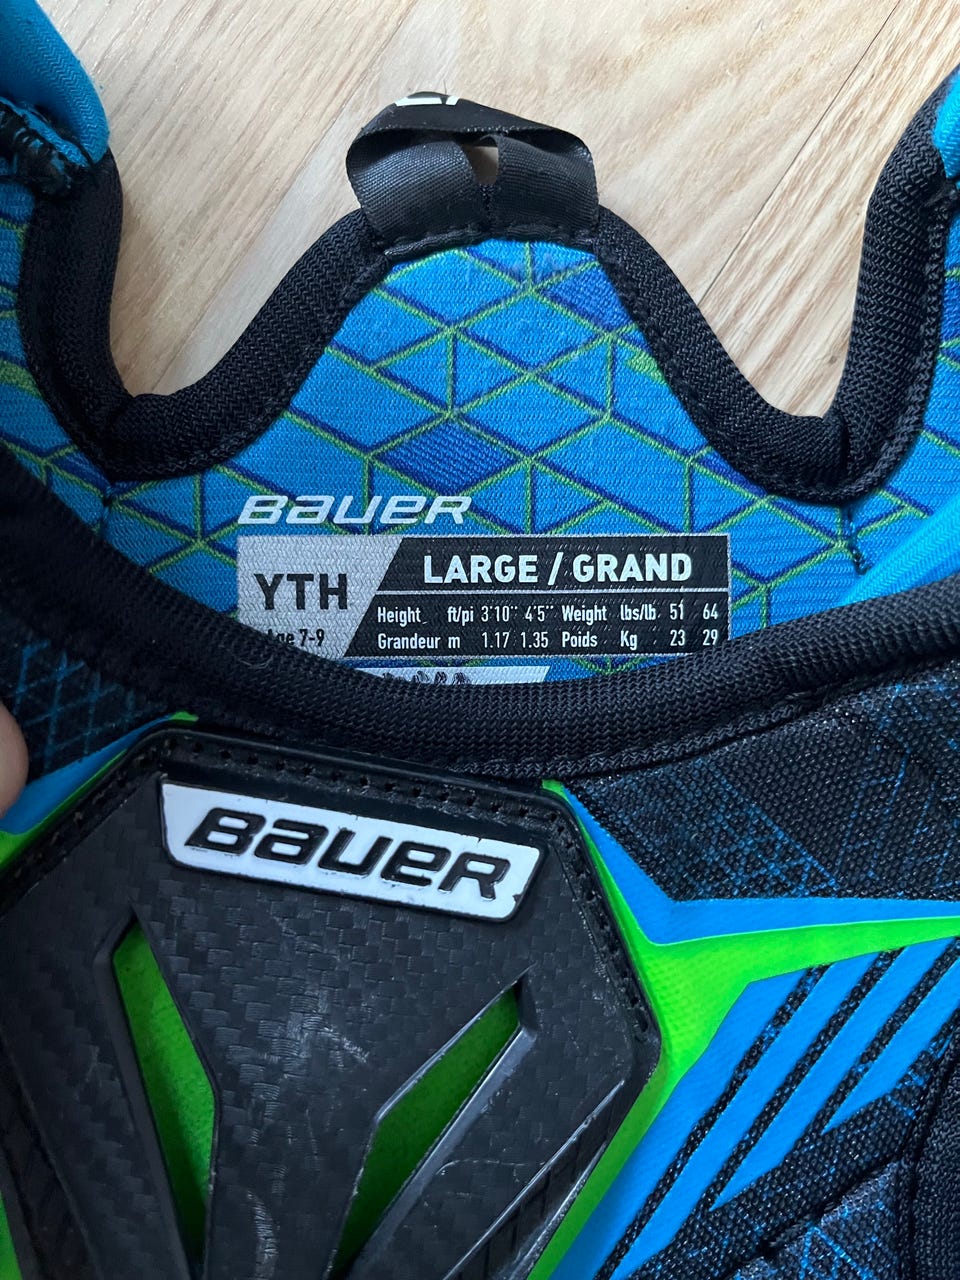 BAUER
YTH
LARGE / GRAND
Height ft/pi 3'10'' 4'5'' Weight lbs/lb 51 64
Age 7-9
Grandeur m 1.17 1.35 Poids Kg 23 29
BAUER